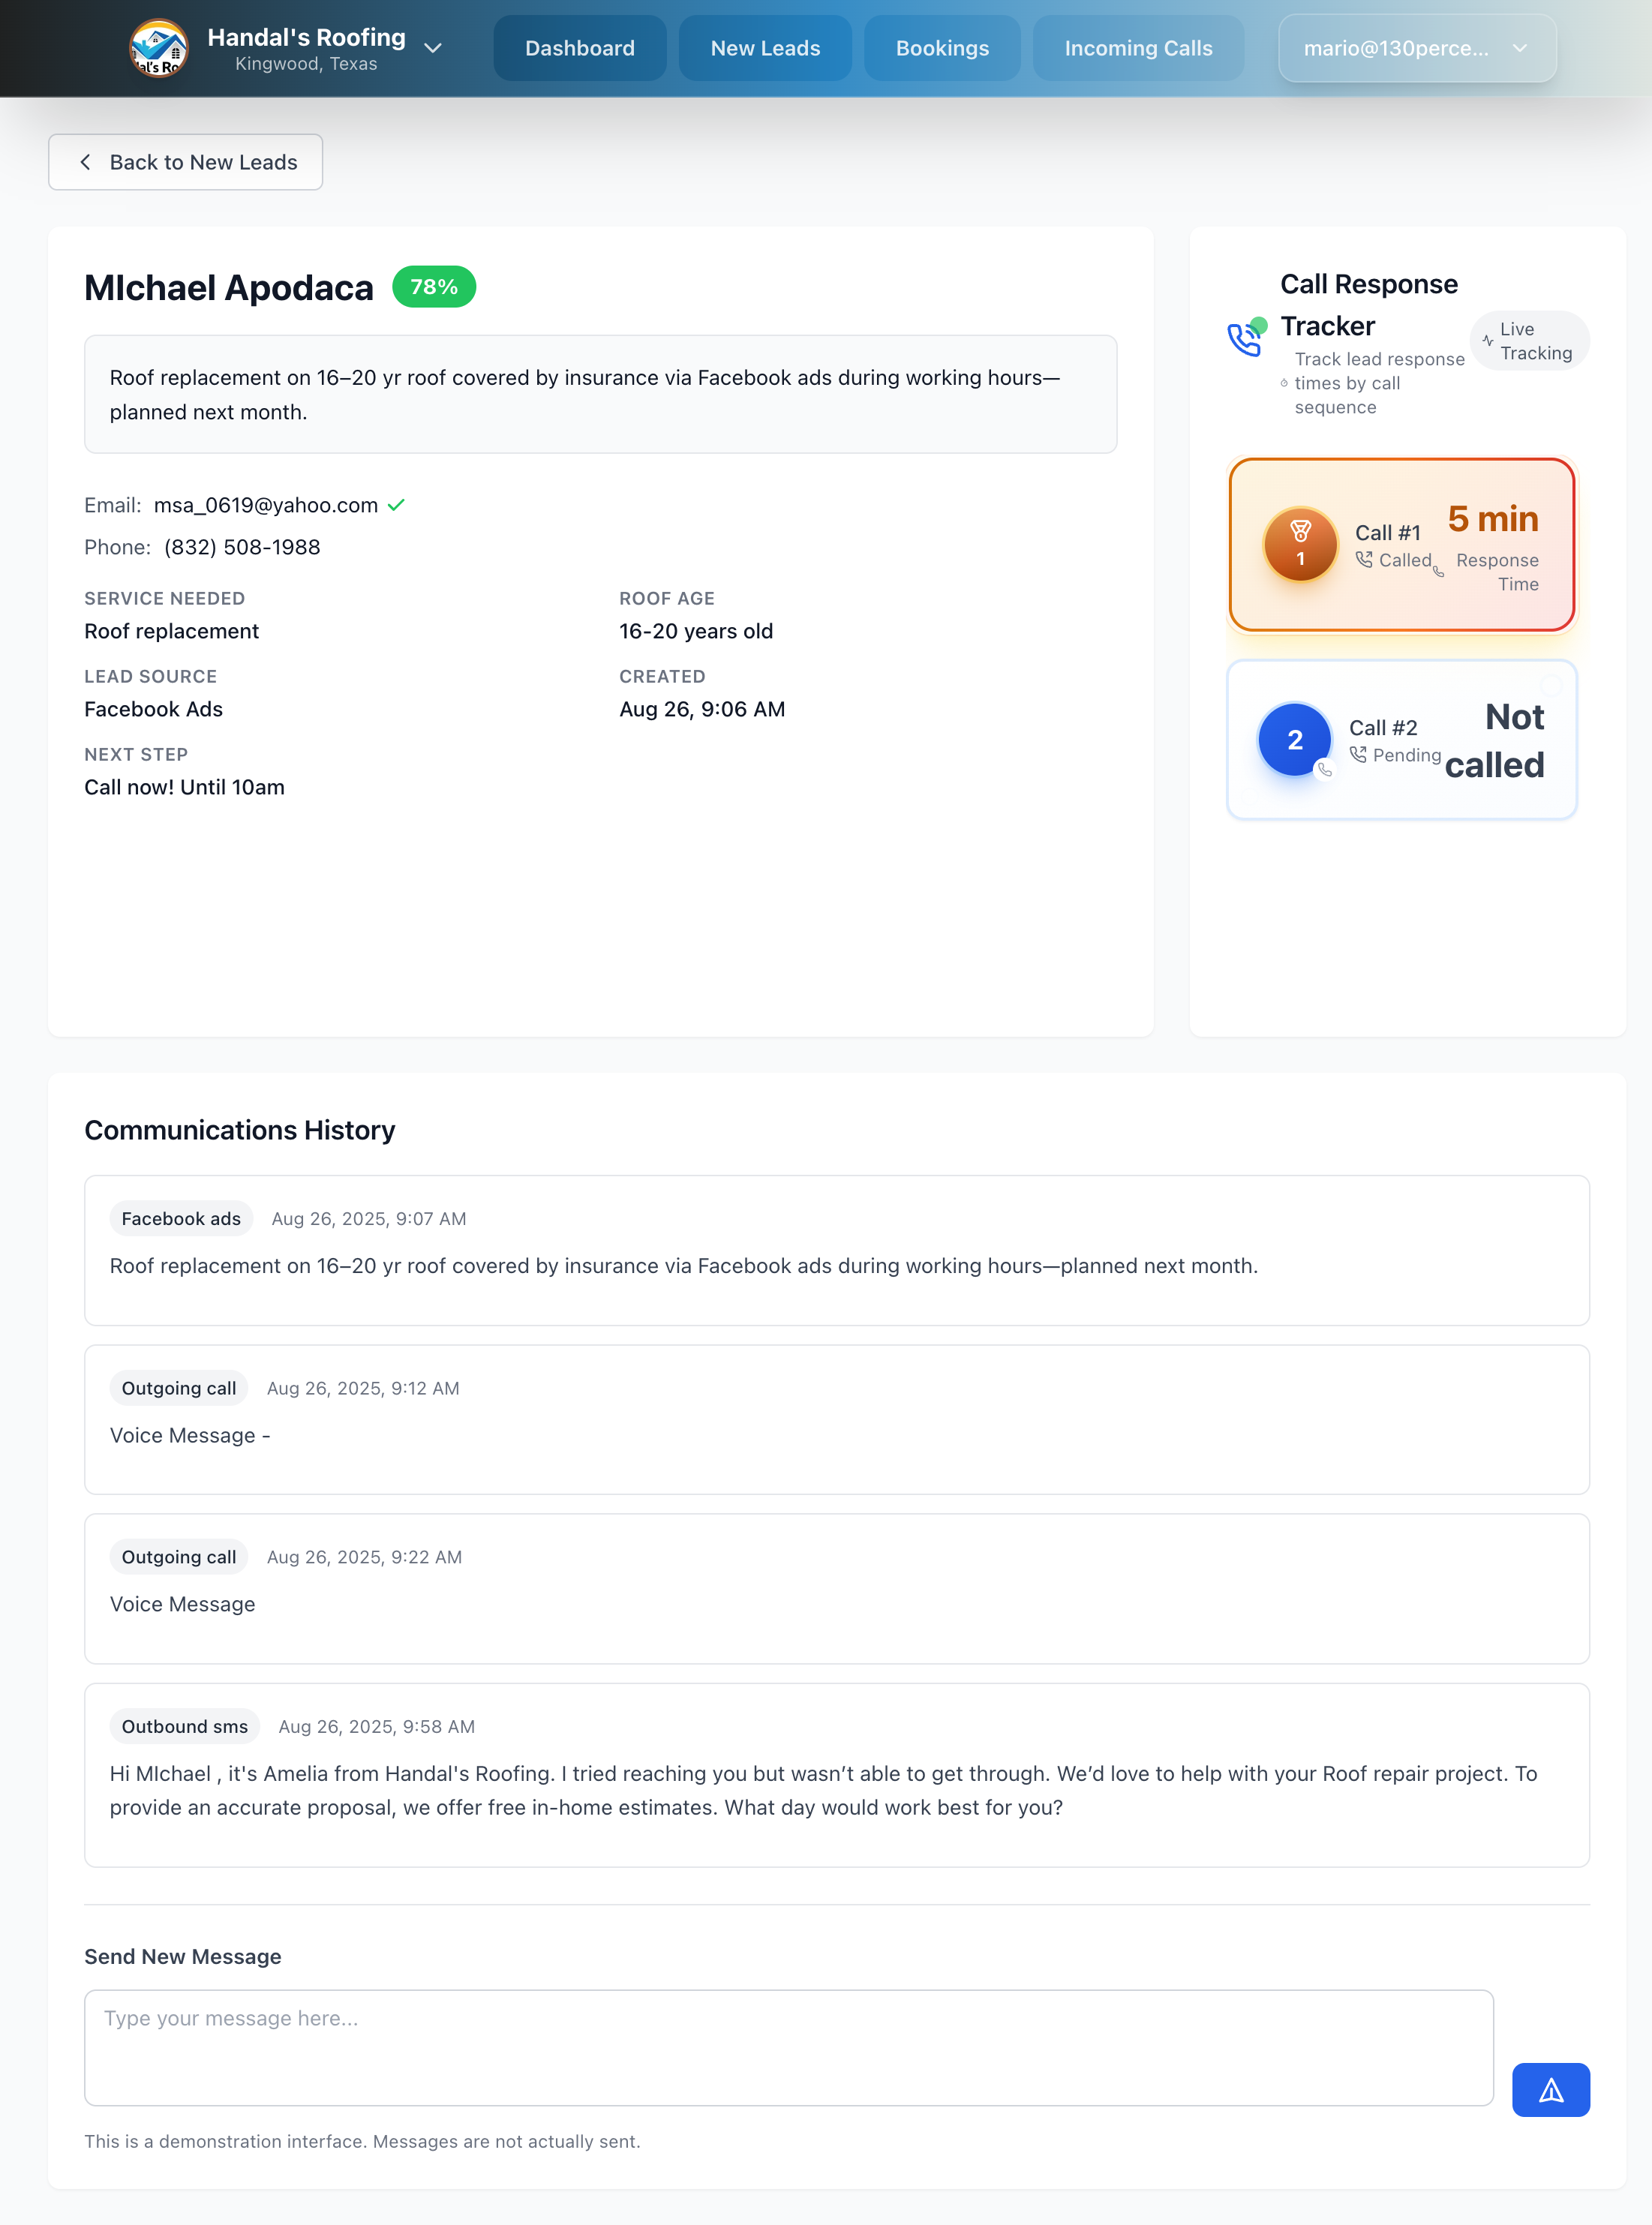 al's Ro
Handal's Roofing
Kingwood, Texas
Dashboard
New Leads
Bookings
Incoming Calls
mario@130perce...
Back to New Leads
MIchael Apodaca
78%
Roof replacement on 16–20 yr roof covered by insurance via Facebook ads during working hours—
planned next month.
Email: msa_0619@yahoo.com
Phone: (832) 508-1988
SERVICE NEEDED
Roof replacement
ROOF AGE
16-20 years old
LEAD SOURCE
Facebook Ads
CREATED
Aug 26, 9:06 AM
NEXT STEP
Call now! Until 10am
Call Response
Tracker
Track lead response
times by call
sequence
Live
Tracking
1
Call #1
Called
5 min
Response
Time
2
Call #2
Pending
Not
called
Communications History
Facebook ads
Aug 26, 2025, 9:07 AM
Roof replacement on 16–20 yr roof covered by insurance via Facebook ads during working hours—planned next month.
Outgoing call
Aug 26, 2025, 9:12 AM
Voice Message -
Outgoing call
Aug 26, 2025, 9:22 AM
Voice Message
Outbound sms
Aug 26, 2025, 9:58 AM
Hi MIchael , it's Amelia from Handal's Roofing. I tried reaching you but wasn’t able to get through. We’d love to help with your Roof repair project. To
provide an accurate proposal, we offer free in-home estimates. What day would work best for you?
Send New Message
Type your message here...
This is a demonstration interface. Messages are not actually sent.